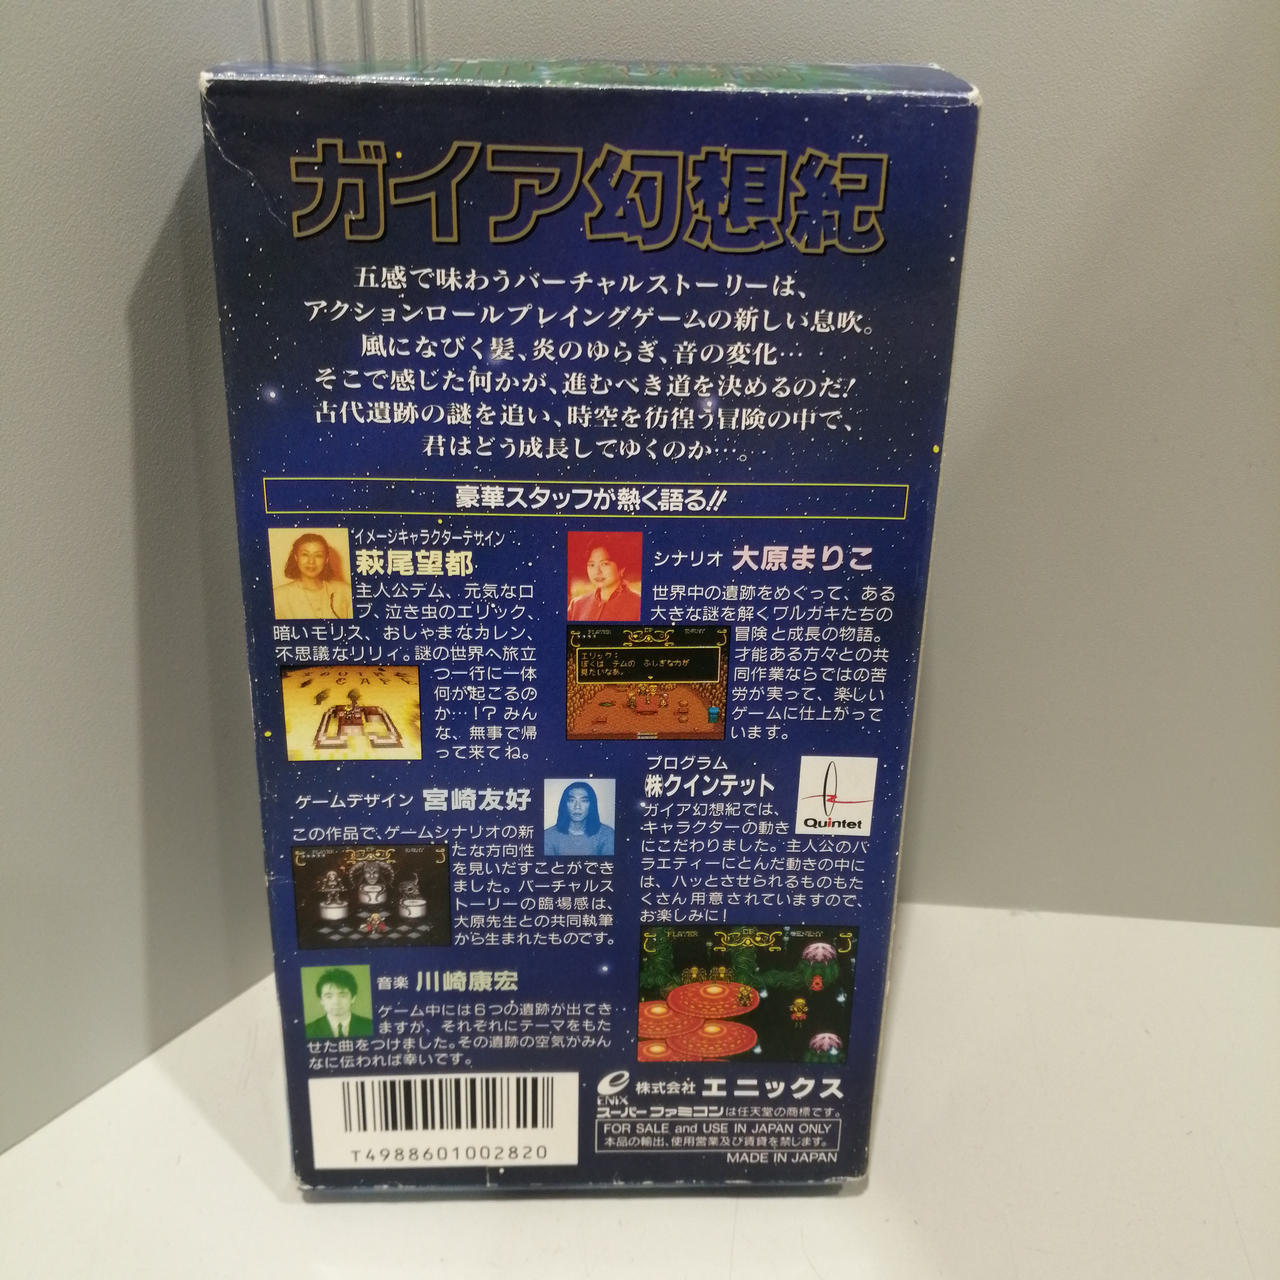 ガイア幻想紀
五感で味わうバーチャルストーリーは、
アクションロールプレイングゲームの新しい息吹。
風になびく髪、炎のゆらぎ、音の変化…
そこで感じた何かが、進むべき道を決めるのだ!
古代遺跡の謎を追い、時空を彷徨う冒険の中で、
君はどう成長してゆくのか…。
豪華スタッフが熱く語る!!
イメージキャラクターデザイン
萩尾望都
主人公テム、元気なロ
ブ、泣き虫のエリック、
暗いモリス、おしゃまなカレン、
不思議なリリィ。謎の世界へ旅立
つ一行に一体
何が起こるの
か…!?みん
な、無事で帰
って来てね。
シナリオ 大原まりこ
世界中の遺跡をめぐって、ある
大きな謎を解くワルガキたちの
冒険と成長の物語。
才能ある方々との共
同作業ならではの苦
労が実って、楽しい
ゲームに仕上がって
います。
PLAYER ENEMY
エリック:
ぼくは テムの ふしぎな力が
見たいなあ。
ゲームデザイン 宮崎友好
この作品で、ゲームシナリオの新
たな方向性
を見いだすことができ
ました。バーチャルス
トーリーの臨場感は、
大原先生との共同執筆
から生まれたものです。
PLAYER ENEMY
プログラム
㈱クインテット
Quintet
ガイア幻想紀では、
キャラクターの動き
にこだわりました。主人公のバ
ラエティーにとんだ動きの中に
は、ハッとさせられるものもた
くさん用意されていますので、
お楽しみに!
PLAYER ENEMY
音楽 川崎康宏
ゲーム中には6つの遺跡が出てき
ますが、それぞれにテーマをもた
せた曲をつけました。その遺跡の空気がみん
なに伝われば幸いです。
T4988601002820
ENIX
株式会社 エニックス
スーパーファミコンは任天堂の商標です。
FOR SALE and USE IN JAPAN ONLY
本品の輸出、使用営業及び賃貸を禁じます。
MADE IN JAPAN